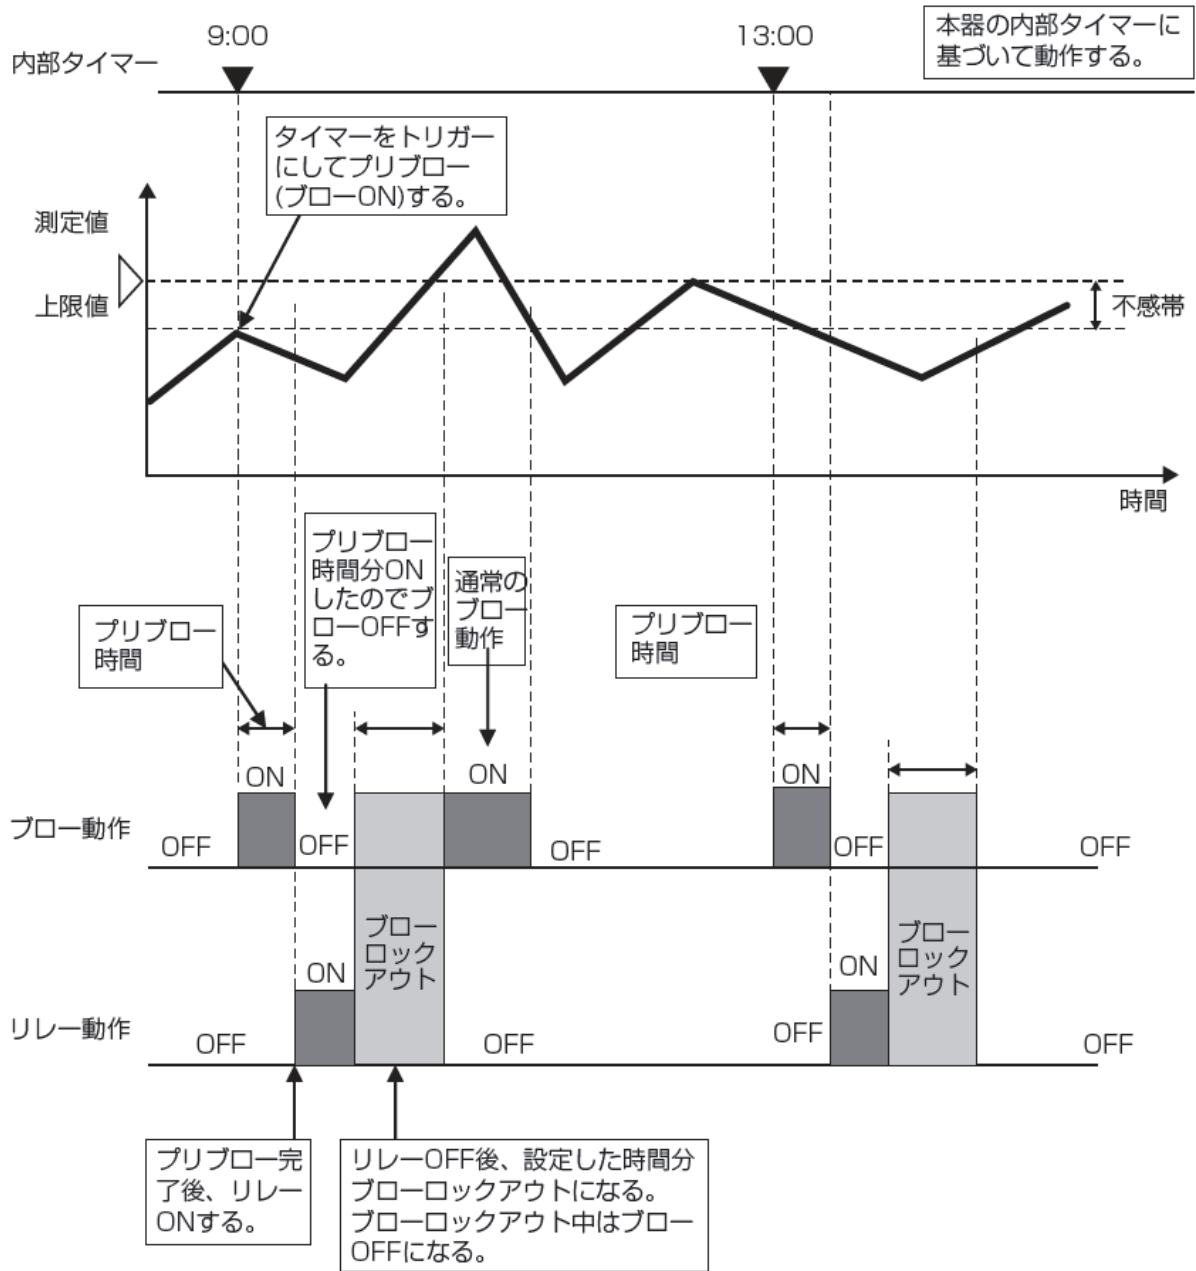 9:00
13:00
本器の内部タイマーに
基づいて動作する。
内部タイマー
タイマーをトリガー
にしてプリブロー
(ブローON)する。
測定値
上限値
不感帯
時間
プリブロー
時間分ON
したのでブ
ローOFFす
る。
通常の
ブロー
動作
プリブロー
時間
プリブロー
時間
ON
ON
ON
ブロー動作
OFF
OFF
OFF
OFF
OFF
ブロー
ロック
アウト
ブロー
ロック
アウト
ON
ON
リレー動作
OFF
OFF
OFF
OFF
プリブロー完
了後、リレー
ONする。
リレーOFF後、設定した時間分
ブローロックアウトになる。
ブローロックアウト中はブロー
OFFになる。